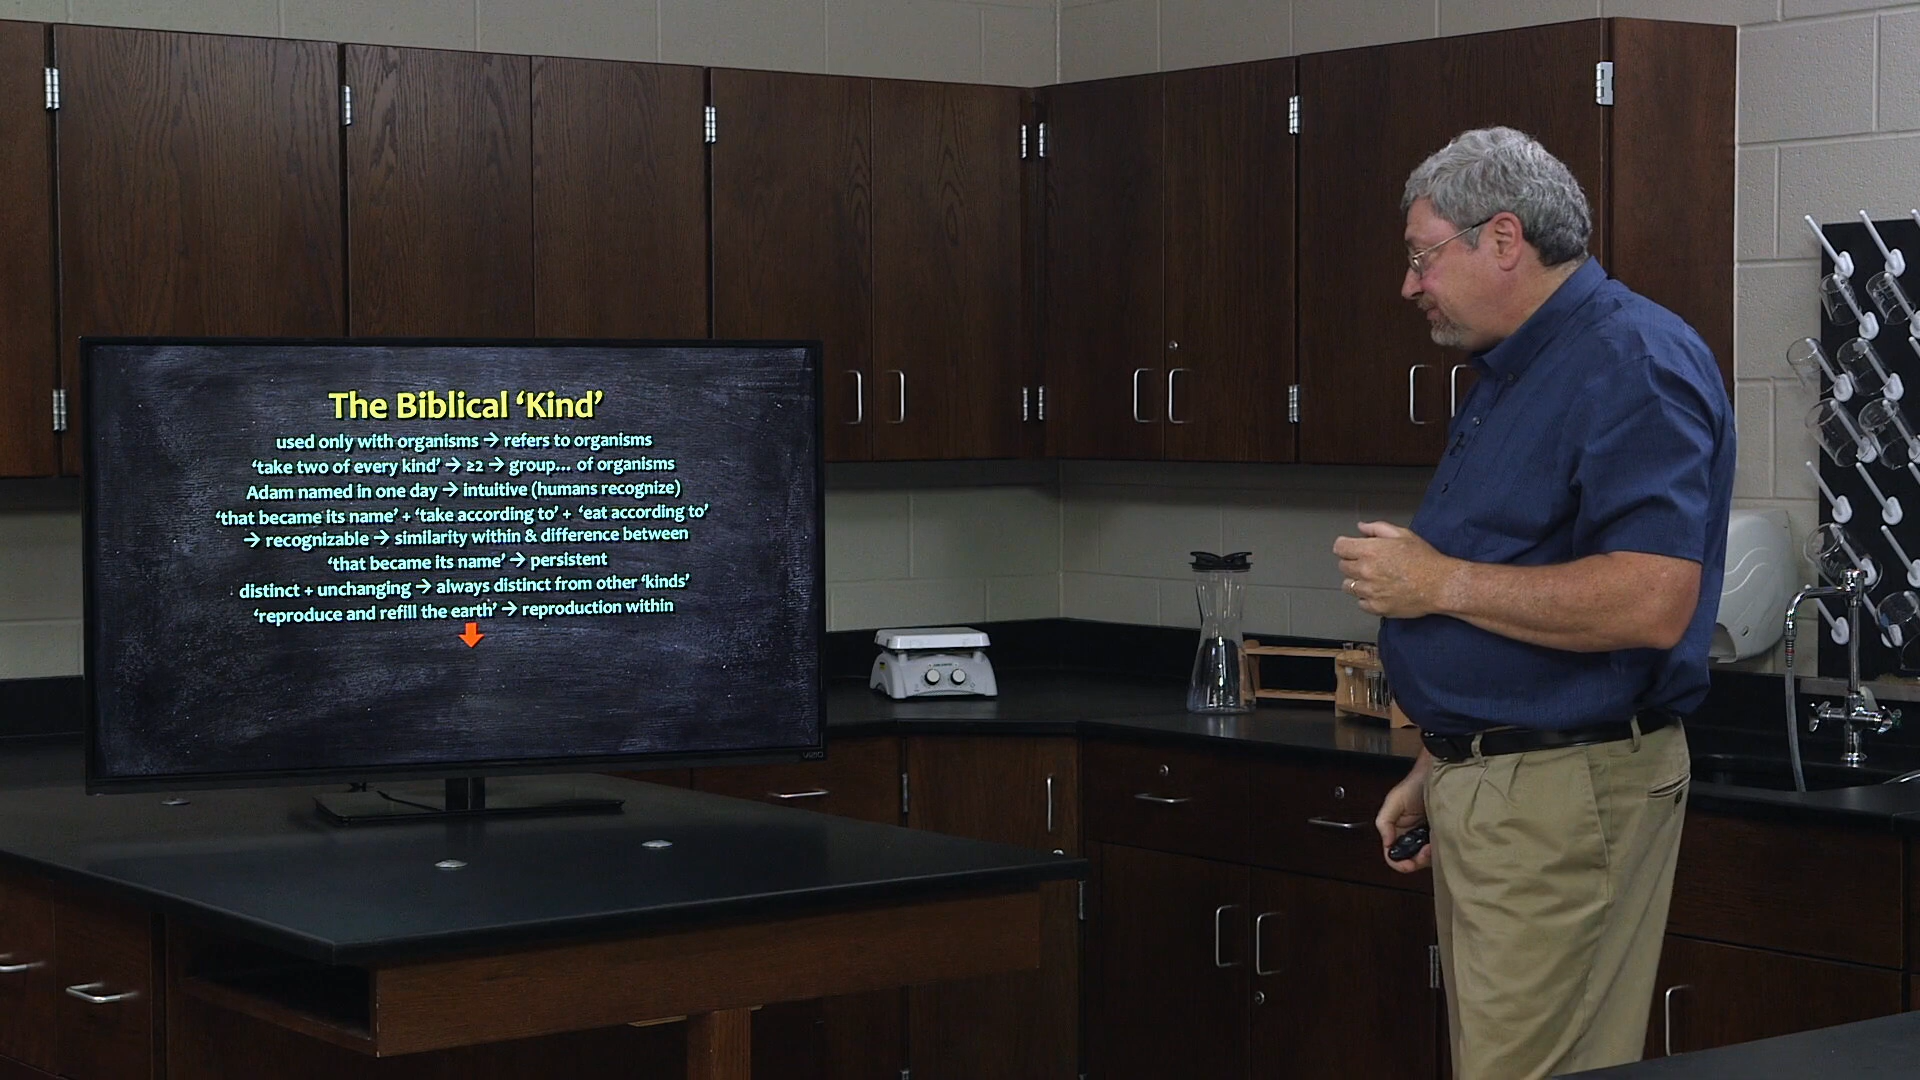 The Biblical ‘Kind’
used only with organisms → refers to organisms
‘take two of every kind’ → ≥2 → group... of organisms
Adam named in one day → intuitive (humans recognize)
‘that became its name’ + ‘take according to’ + ‘eat according to’
→ recognizable → similarity within & difference between
‘that became its name’ → persistent
distinct + unchanging → always distinct from other ‘kinds’
‘reproduce and refill the earth’ → reproduction within